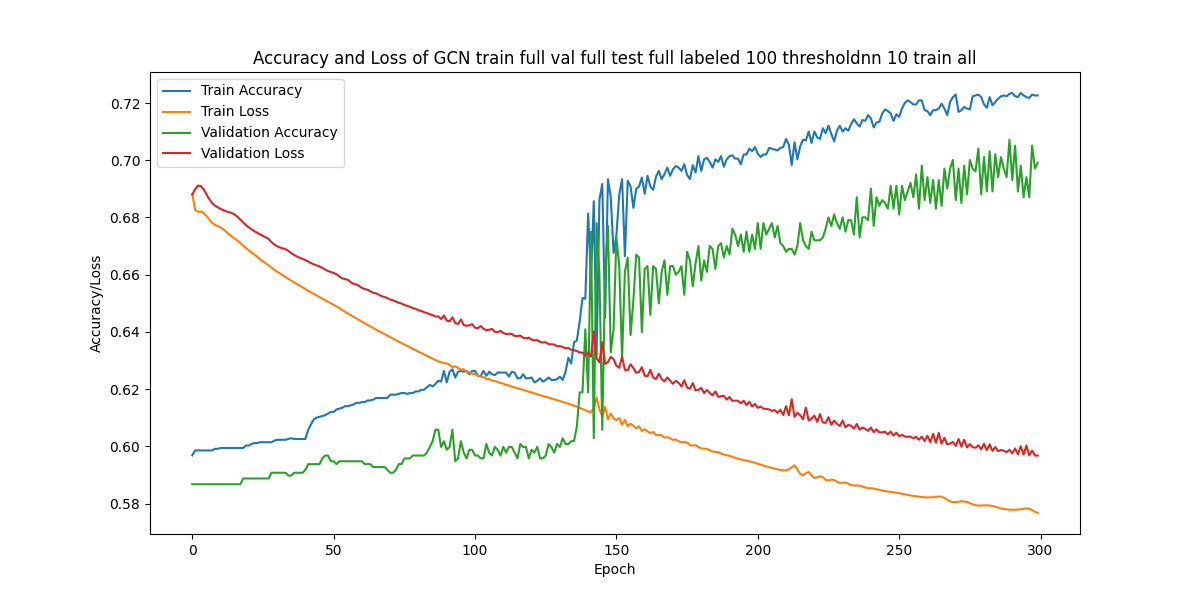 Accuracy and Loss of GCN train full val full test full labeled 100 thresholdnn 10 train all
Train Accuracy
Train Loss
Validation Accuracy
Validation Loss
0.72
0.70
0.68
0.66
0.64
0.62
0.60
0.58
Accuracy/Loss
0 50 100 150 200 250 300
Epoch